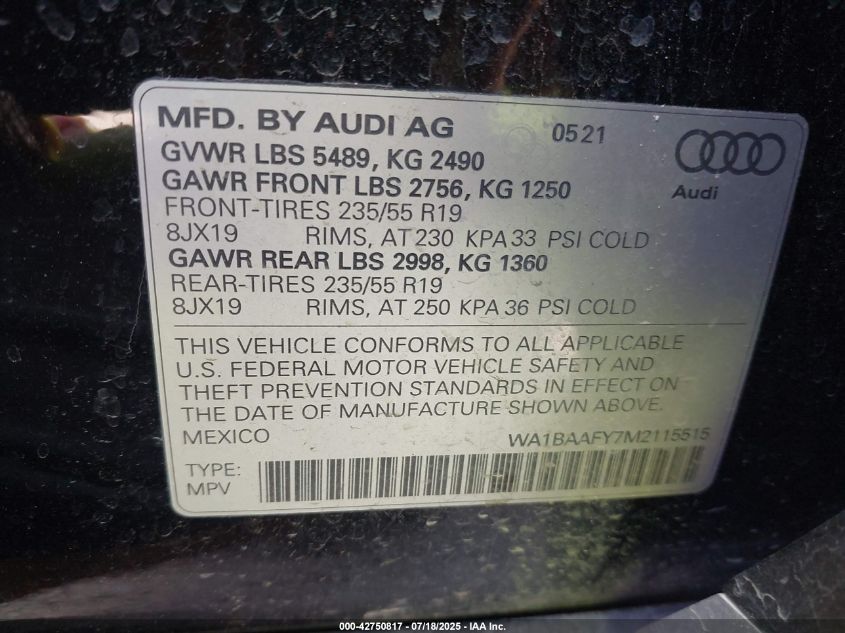 MFD. BY AUDI AG 0521
GVWR LBS 5489, KG 2490
GAWR FRONT LBS 2756, KG 1250
Audi
FRONT-TIRES 235/55 R19
8JX19 RIMS, AT 230 KPA 33 PSI COLD
GAWR REAR LBS 2998, KG 1360
REAR-TIRES 235/55 R19
8JX19 RIMS, AT 250 KPA 36 PSI COLD
THIS VEHICLE CONFORMS TO ALL APPLICABLE
U.S. FEDERAL MOTOR VEHICLE SAFETY AND
THEFT PREVENTION STANDARDS IN EFFECT ON
THE DATE OF MANUFACTURE SHOWN ABOVE.
MEXICO WA1BAAFY7M2115515
TYPE:
MPV
000-42750817 - 07/18/2025 - IAA Inc.